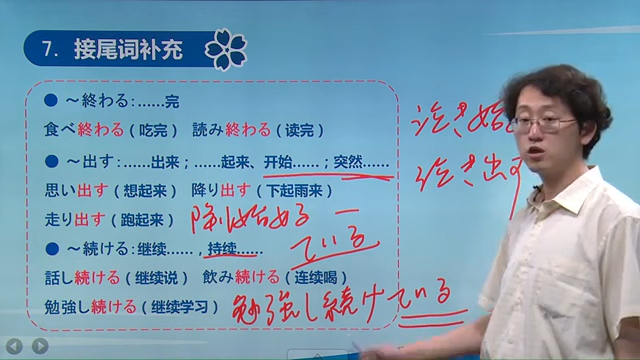 7. 接尾词补充
● ～終わる：……完
食べ終わる（吃完） 読み終わる（读完）
● ～出す：……出来；……起来、开始……；突然……
思い出す（想起来） 降り出す（下起雨来）
走り出す（跑起来） 降り始める
● ～続ける：继续……，持续…… ている
話し続ける（继续说） 飲み続ける（连续喝）
勉強し続ける（继续学习） 勉強し続けている
泣き始
泣き出す